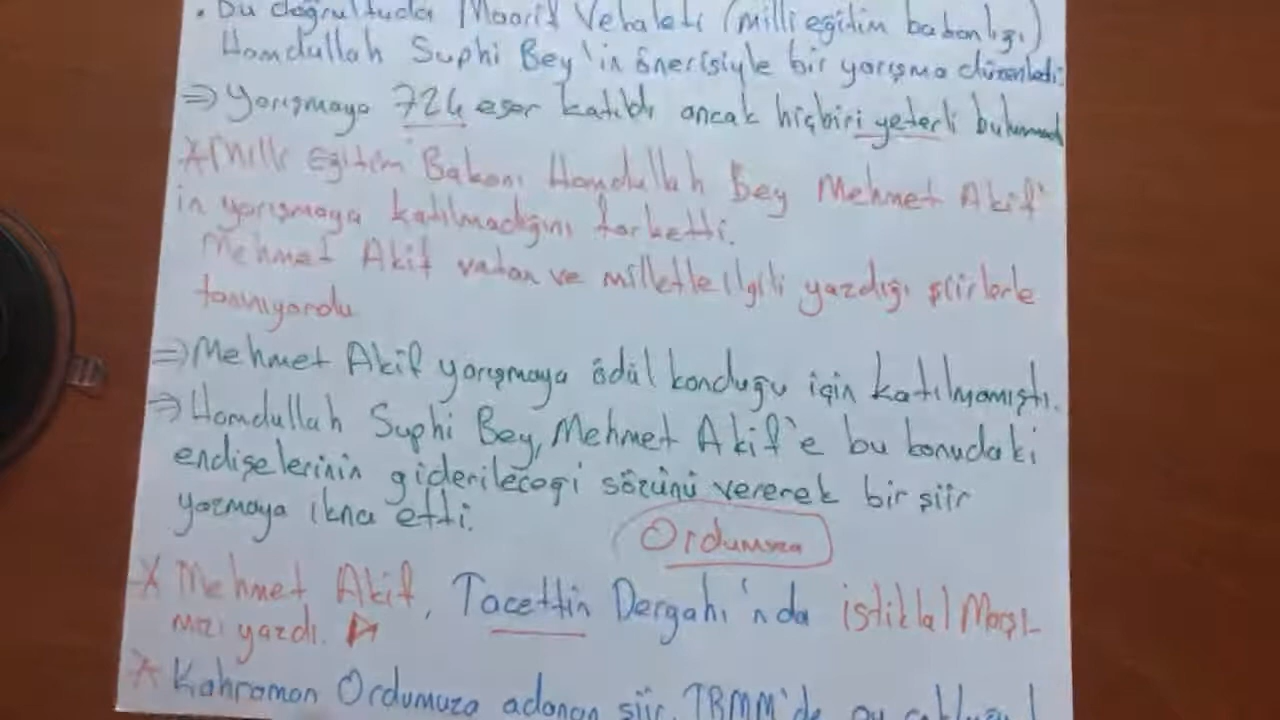 • Bu doğrultuda Maarif Vekaleti (milli eğitim bakanlığı)
Hamdullah Suphi Bey'in önerisiyle bir yarışma düzenledi.
⇒ Yarışmaya 724 eser katıldı ancak hiçbiri yeterli bulunmad
* Milli Eğitim Bakanı Hamdullah Bey Mehmet Akif'
in yarışmaya katılmadığını farketti.
Mehmet Akif vatan ve milletle ilgili yazdığı şiirlerle
tanınıyordu
⇒ Mehmet Akif yarışmaya ödül konduğu için katılmamıştı.
⇒ Hamdullah Suphi Bey, Mehmet Akif'e bu konudaki
endişelerinin giderileceği sözünü vererek bir şiir
yazmaya ikna etti.
Ordumuza
* Mehmet Akif, Tacettin Dergahı'nda istiklal Marşı-
mızı yazdı.
* Kahraman Ordumuza adanan şiir, TBMM'de